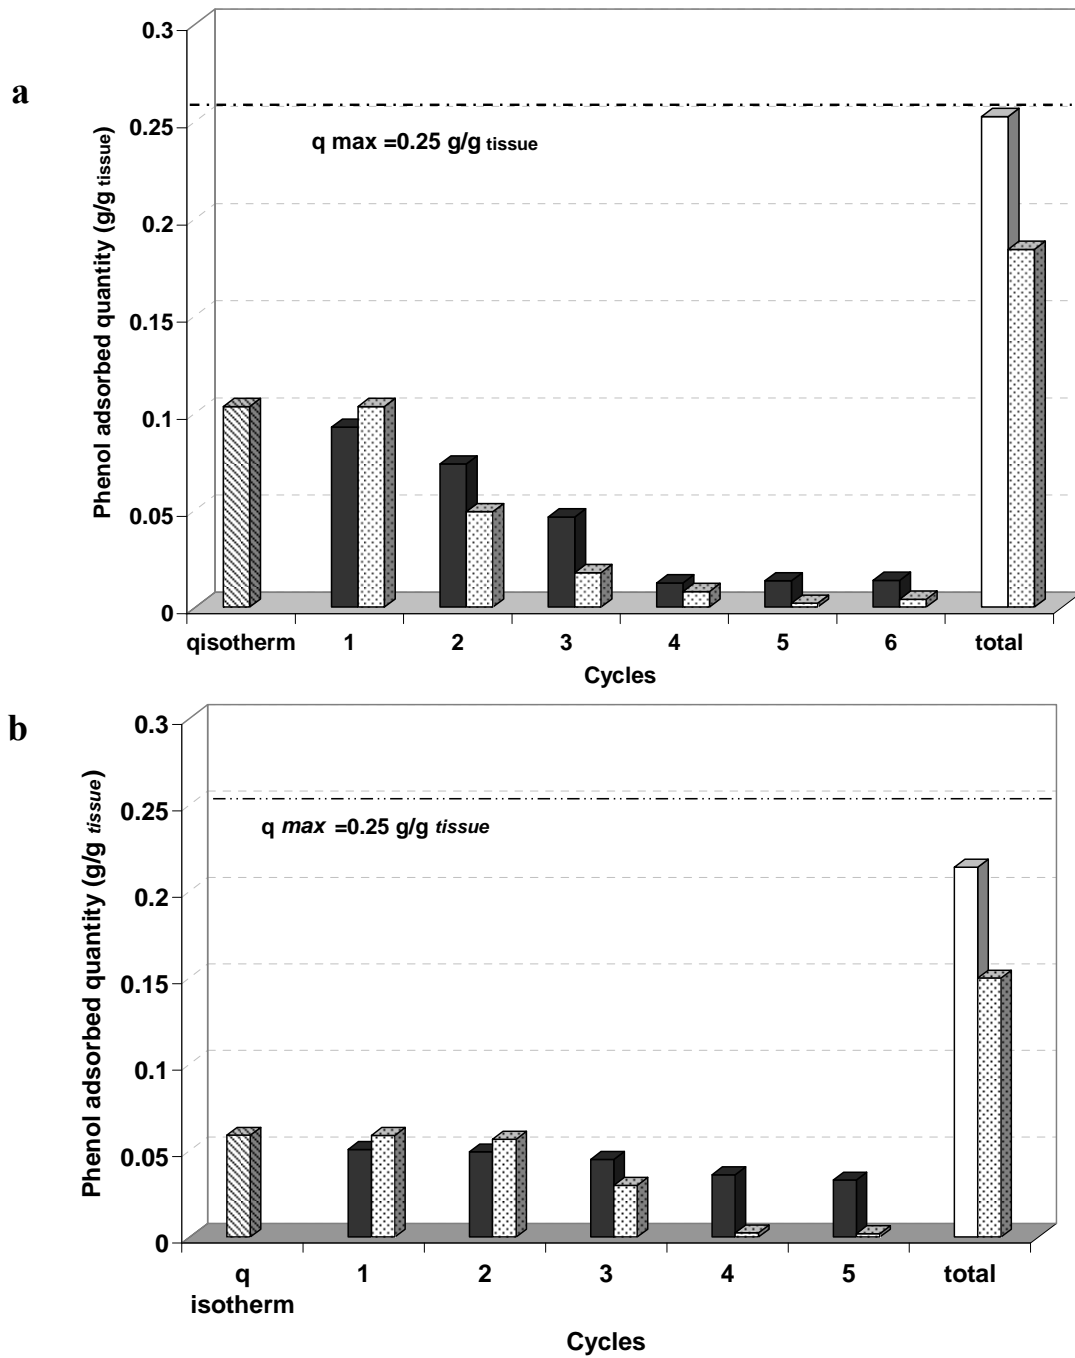 a
0.3
0.25
0.2
0.15
0.1
0.05
0
Phenol adsorbed quantity (g/g tissue)
q max =0.25 g/g tissue
qisotherm 1 2 3 4 5 6 total
Cycles
b
0.3
0.25
0.2
0.15
0.1
0.05
0
Phenol adsorbed quantity (g/g tissue)
q max =0.25 g/g tissue
q 1 2 3 4 5 total
isotherm
Cycles